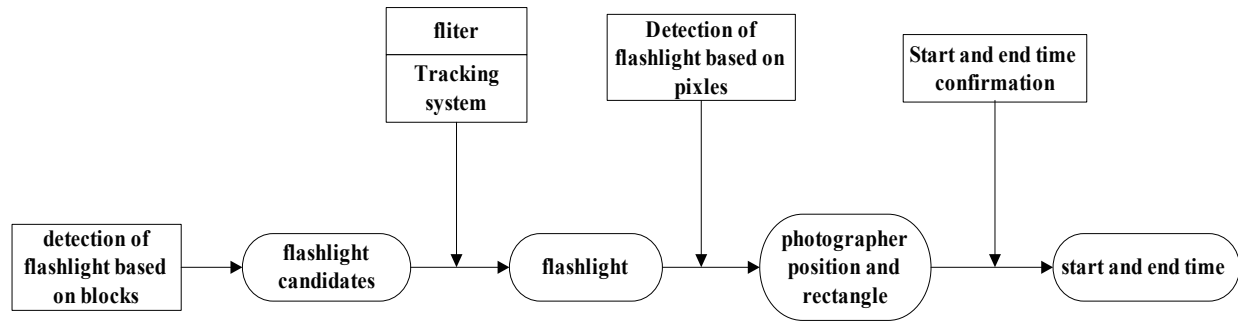 fliter
Tracking
system
Detection of
flashlight based on
pixles
Start and end time
confirmation
detection of
flashlight based
on blocks
flashlight
candidates
flashlight
photographer
position and
rectangle
start and end time